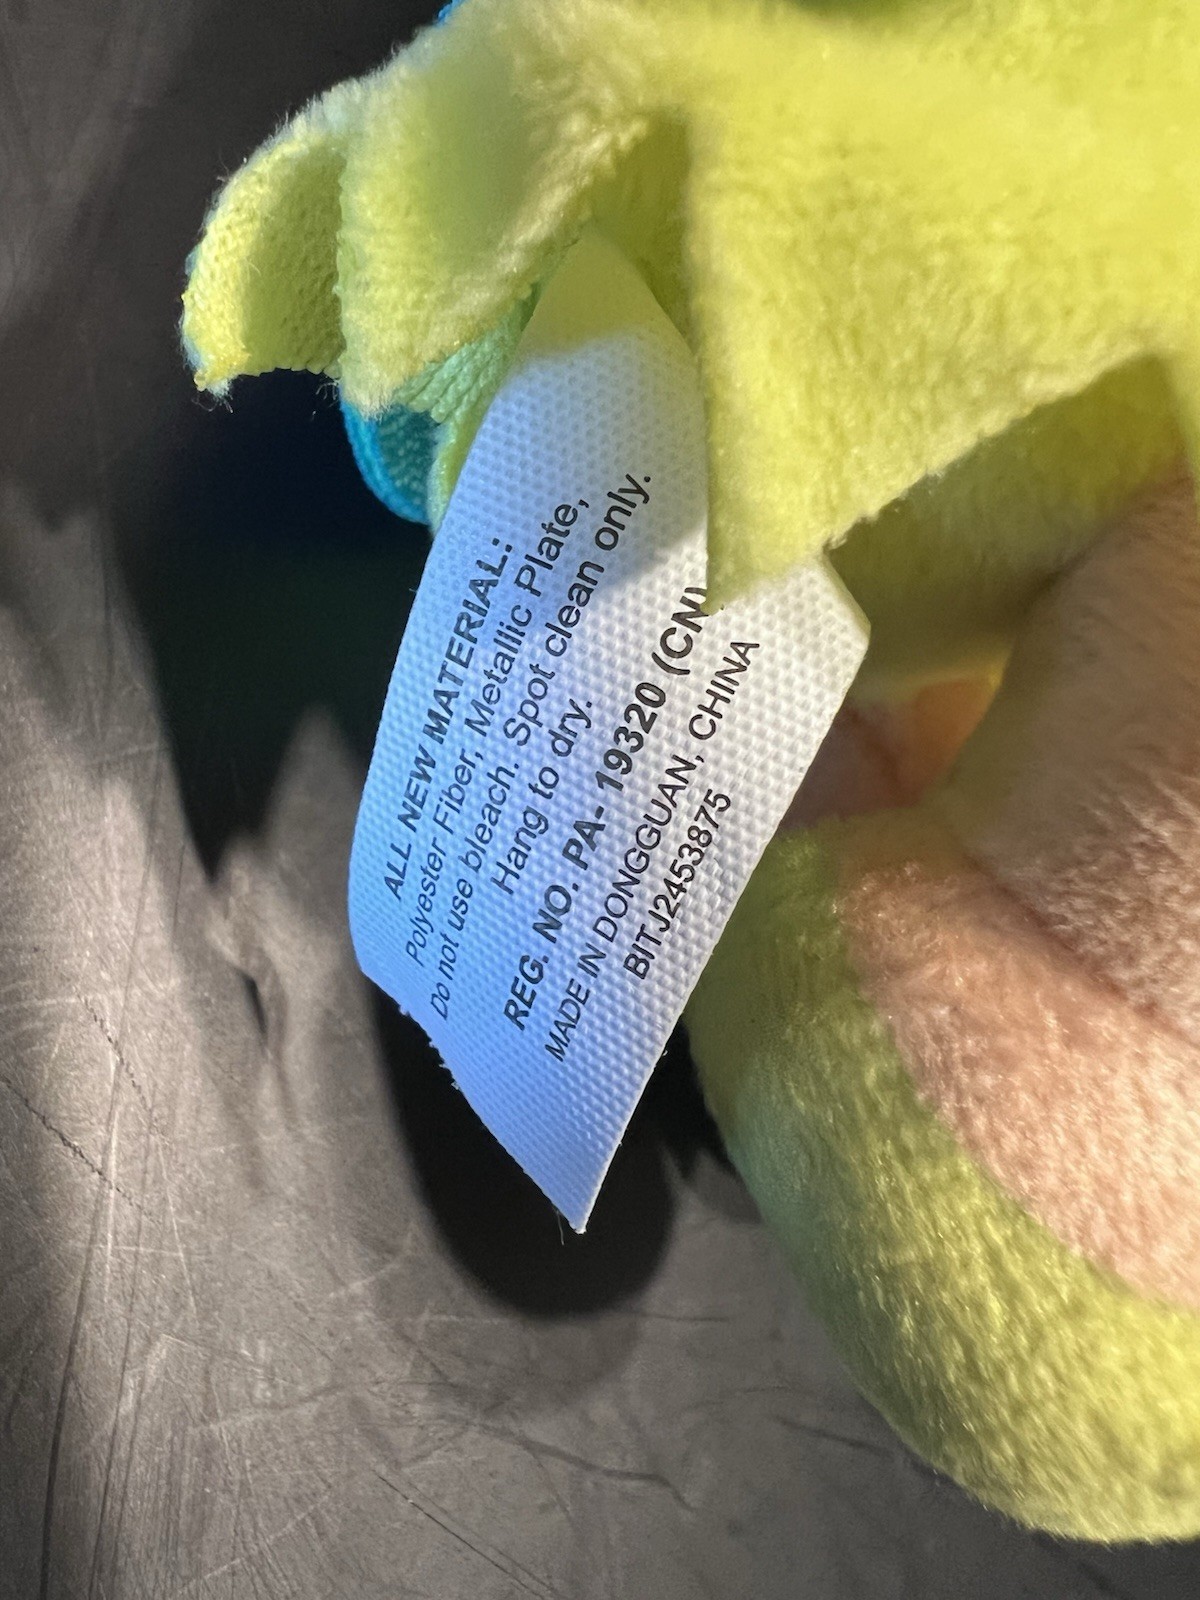 ALL NEW MATERIAL:
Polyester Fiber, Metallic Plate,
Do not use bleach. Spot clean only.
Hang to dry.
REG. NO. PA- 19320 (CN
MADE IN DONGGUAN, CHINA
BITJ2453875